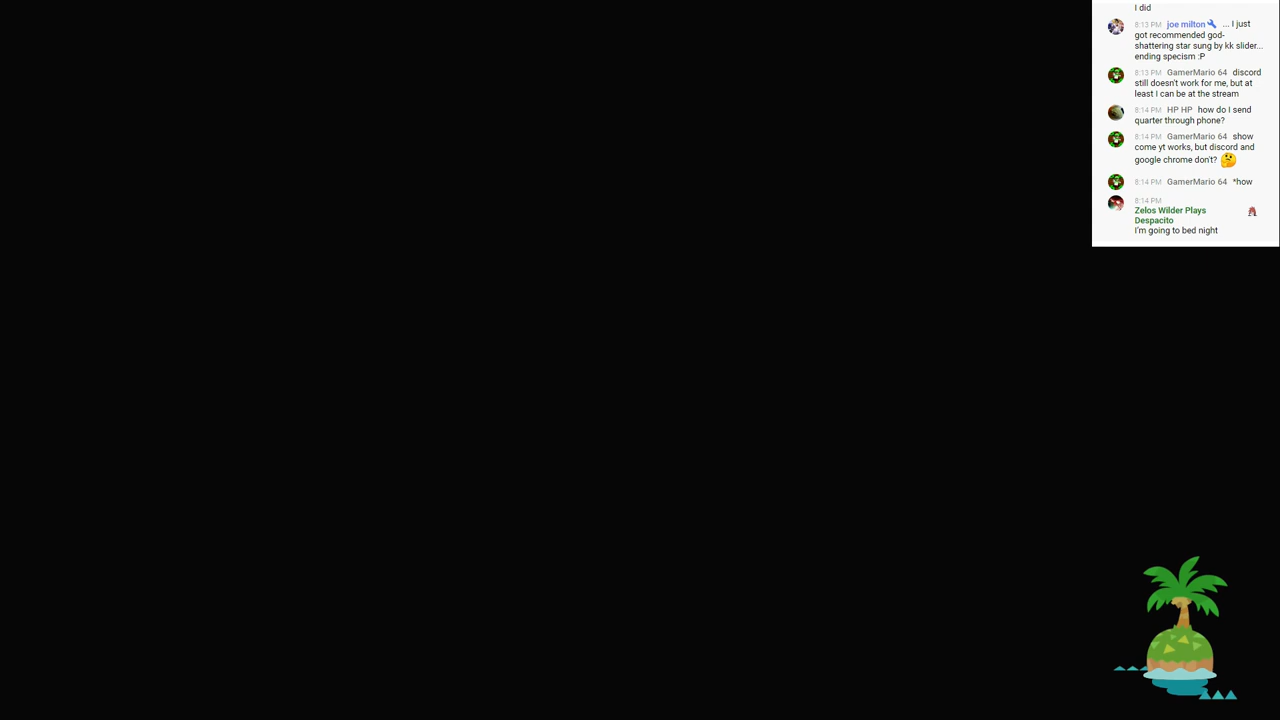 I did
8:13 PM joe milton ... I just
got recommended god-
shattering star sung by kk slider...
ending specism :P
8:13 PM GamerMario 64 discord
still doesn't work for me, but at
least I can be at the stream
8:14 PM HP HP how do I send
quarter through phone?
8:14 PM GamerMario 64 show
come yt works, but discord and
google chrome don't? 🤔
8:14 PM GamerMario 64 *how
8:14 PM
Zelos Wilder Plays
Despacito
I'm going to bed night